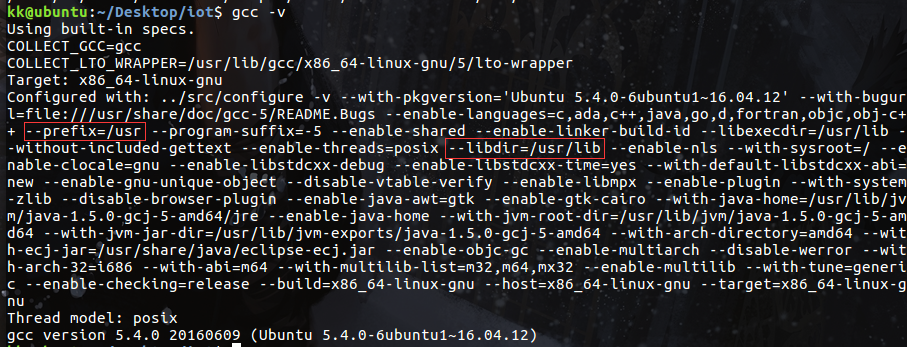 kk@ubuntu:~/Desktop/iot$ gcc -v
Using built-in specs.
COLLECT_GCC=gcc
COLLECT_LTO_WRAPPER=/usr/lib/gcc/x86_64-linux-gnu/5/lto-wrapper
Target: x86_64-linux-gnu
Configured with: ../src/configure -v --with-pkgversion='Ubuntu 5.4.0-6ubuntu1~16.04.12' --with-bugur
l=file:///usr/share/doc/gcc-5/README.Bugs --enable-languages=c,ada,c++,java,go,d,fortran,objc,obj-c+
+ --prefix=/usr --program-suffix=-5 --enable-shared --enable-linker-build-id --libexecdir=/usr/lib -
-without-included-gettext --enable-threads=posix --libdir=/usr/lib --enable-nls --with-sysroot=/ --e
nable-clocale=gnu --enable-libstdcxx-debug --enable-libstdcxx-time=yes --with-default-libstdcxx-abi=
new --enable-gnu-unique-object --disable-vtable-verify --enable-libmpx --enable-plugin --with-system
-zlib --disable-browser-plugin --enable-java-awt=gtk --enable-gtk-cairo --with-java-home=/usr/lib/jv
m/java-1.5.0-gcj-5-amd64/jre --enable-java-home --with-jvm-root-dir=/usr/lib/jvm/java-1.5.0-gcj-5-am
d64 --with-jvm-jar-dir=/usr/lib/jvm-exports/java-1.5.0-gcj-5-amd64 --with-arch-directory=amd64 --wit
h-ecj-jar=/usr/share/java/eclipse-ecj.jar --enable-objc-gc --enable-multiarch --disable-werror --wit
h-arch-32=i686 --with-abi=m64 --with-multilib-list=m32,m64,mx32 --enable-multilib --with-tune=generi
c --enable-checking=release --build=x86_64-linux-gnu --host=x86_64-linux-gnu --target=x86_64-linux-g
nu
Thread model: posix
gcc version 5.4.0 20160609 (Ubuntu 5.4.0-6ubuntu1~16.04.12)